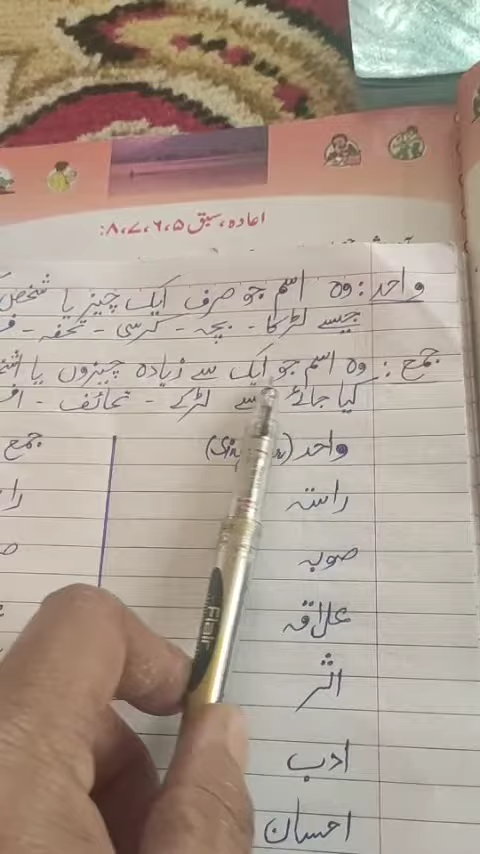 اعادہ، سبق ۵، ۶، ۷، ۸:
واحد: وہ اسم جو صرف ایک چیز یا شخص
جیسے لڑکا - بچہ - کرسی - تحفہ -
جمع: وہ اسم جو ایک سے زیادہ چیزوں یا
کیا جائے لڑکے - تحائف -
واحد جمع
راستہ
صوبہ
علاقہ
اثر
ادب
احسان
Flair